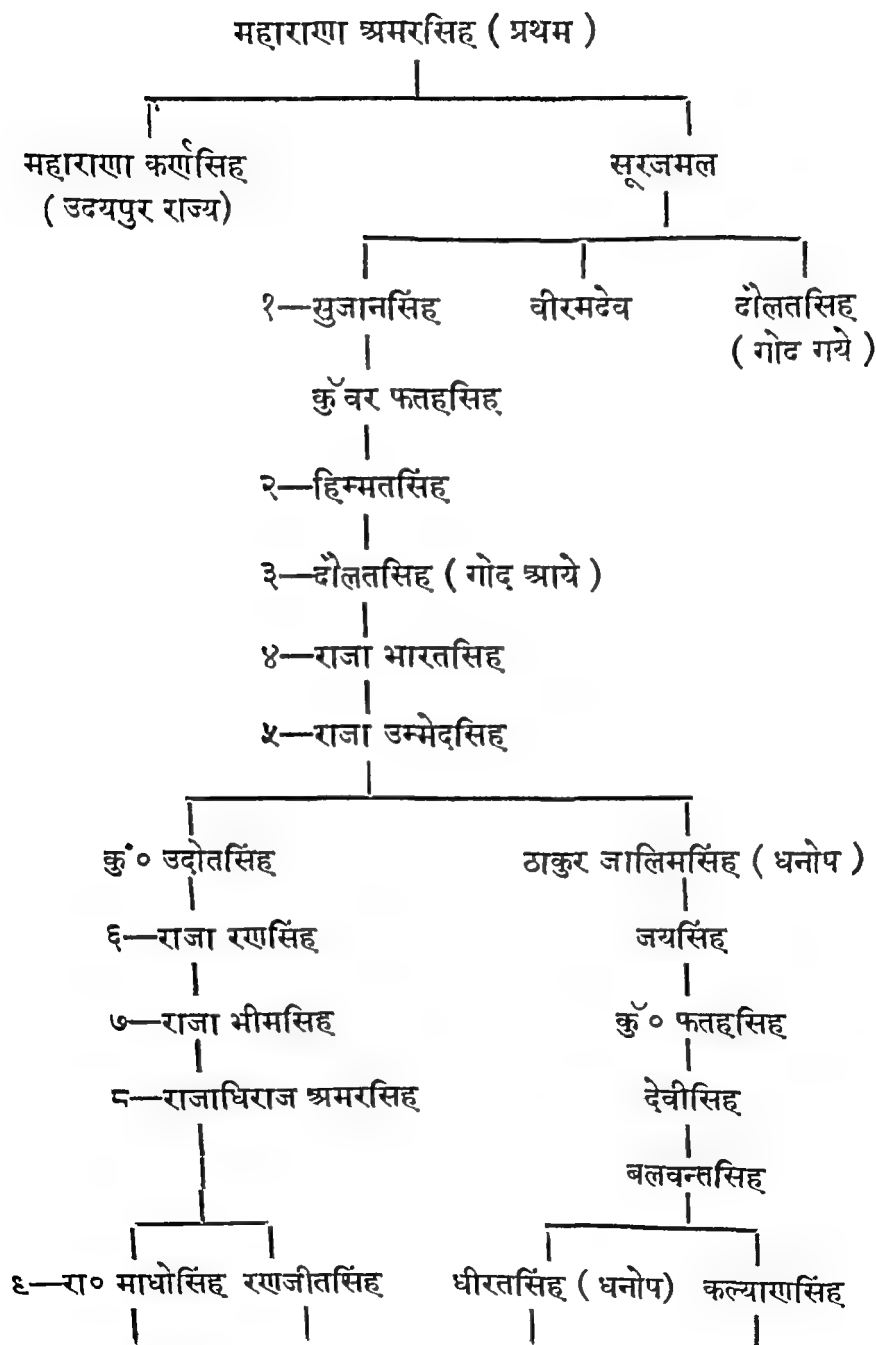 महाराणा अमरसिह ( प्रथम )
महाराणा कर्णसिह सूरजमल
( उदयपुर राज्य)
१—सुजानसिंह वीरमदेव दौलतसिह
( गोद गये )
कुॅवर फतहसिह
२—हिम्मतसिंह
३—दौलतसिंह ( गोद आये )
४—राजा भारतसिह
५—राजा उम्मेदसिह
कुं० उदोतसिंह ठाकुर जालिमसिंह ( धनोप )
६—राजा रणसिंह जयसिंह
७—राजा भीमसिह कुॅ० फतहसिह
८—राजाधिराज अमरसिह देवीसिह
बलवन्तसिह
९—रा० माधोसिंह रणजीतसिंह धीरतसिंह ( धनोप) कल्याणसिंह